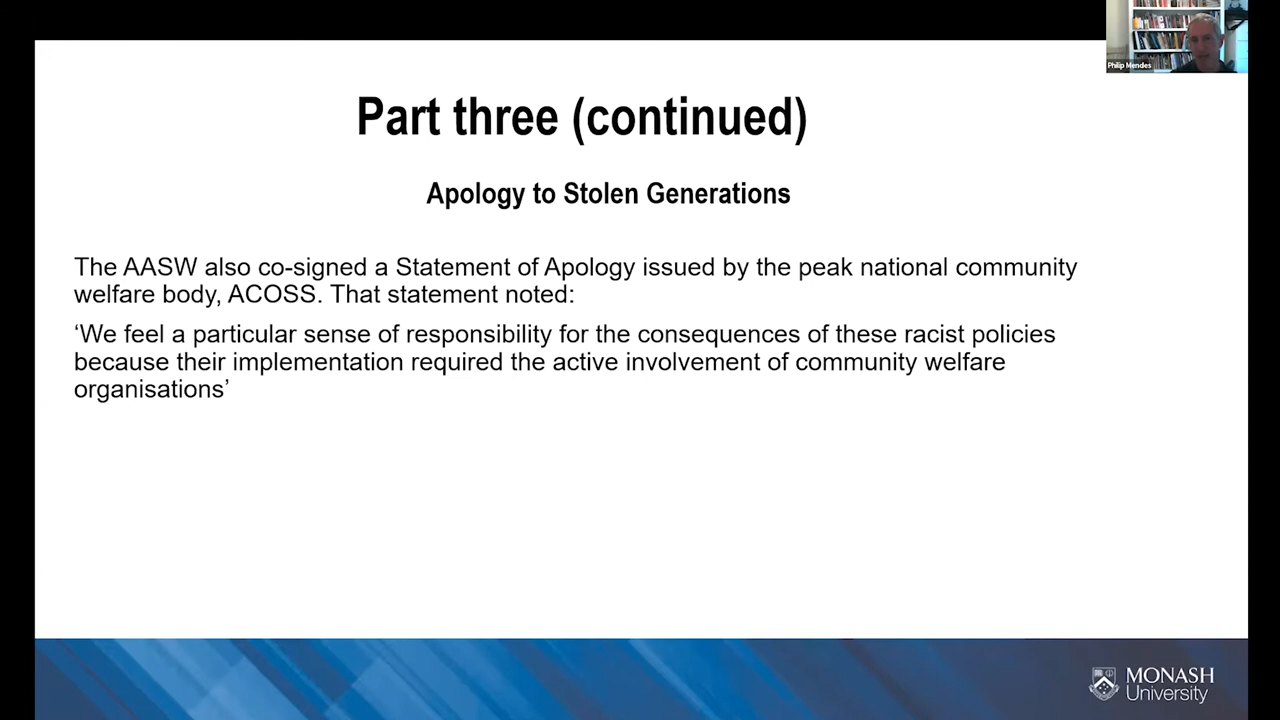 Philip Mendes
Part three (continued)
Apology to Stolen Generations
The AASW also co-signed a Statement of Apology issued by the peak national community
welfare body, ACOSS. That statement noted:
‘We feel a particular sense of responsibility for the consequences of these racist policies
because their implementation required the active involvement of community welfare
organisations’
MONASH
University